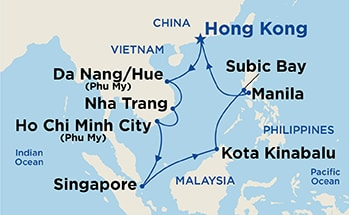 CHINA
Hong Kong
VIETNAM
Da Nang/Hue
(Phu My)
Subic Bay
Manila
Nha Trang
Ho Chi Minh City
(Phu My)
PHILIPPINES
Kota Kinabalu
Indian
Ocean
Singapore
MALAYSIA
Pacific
Ocean